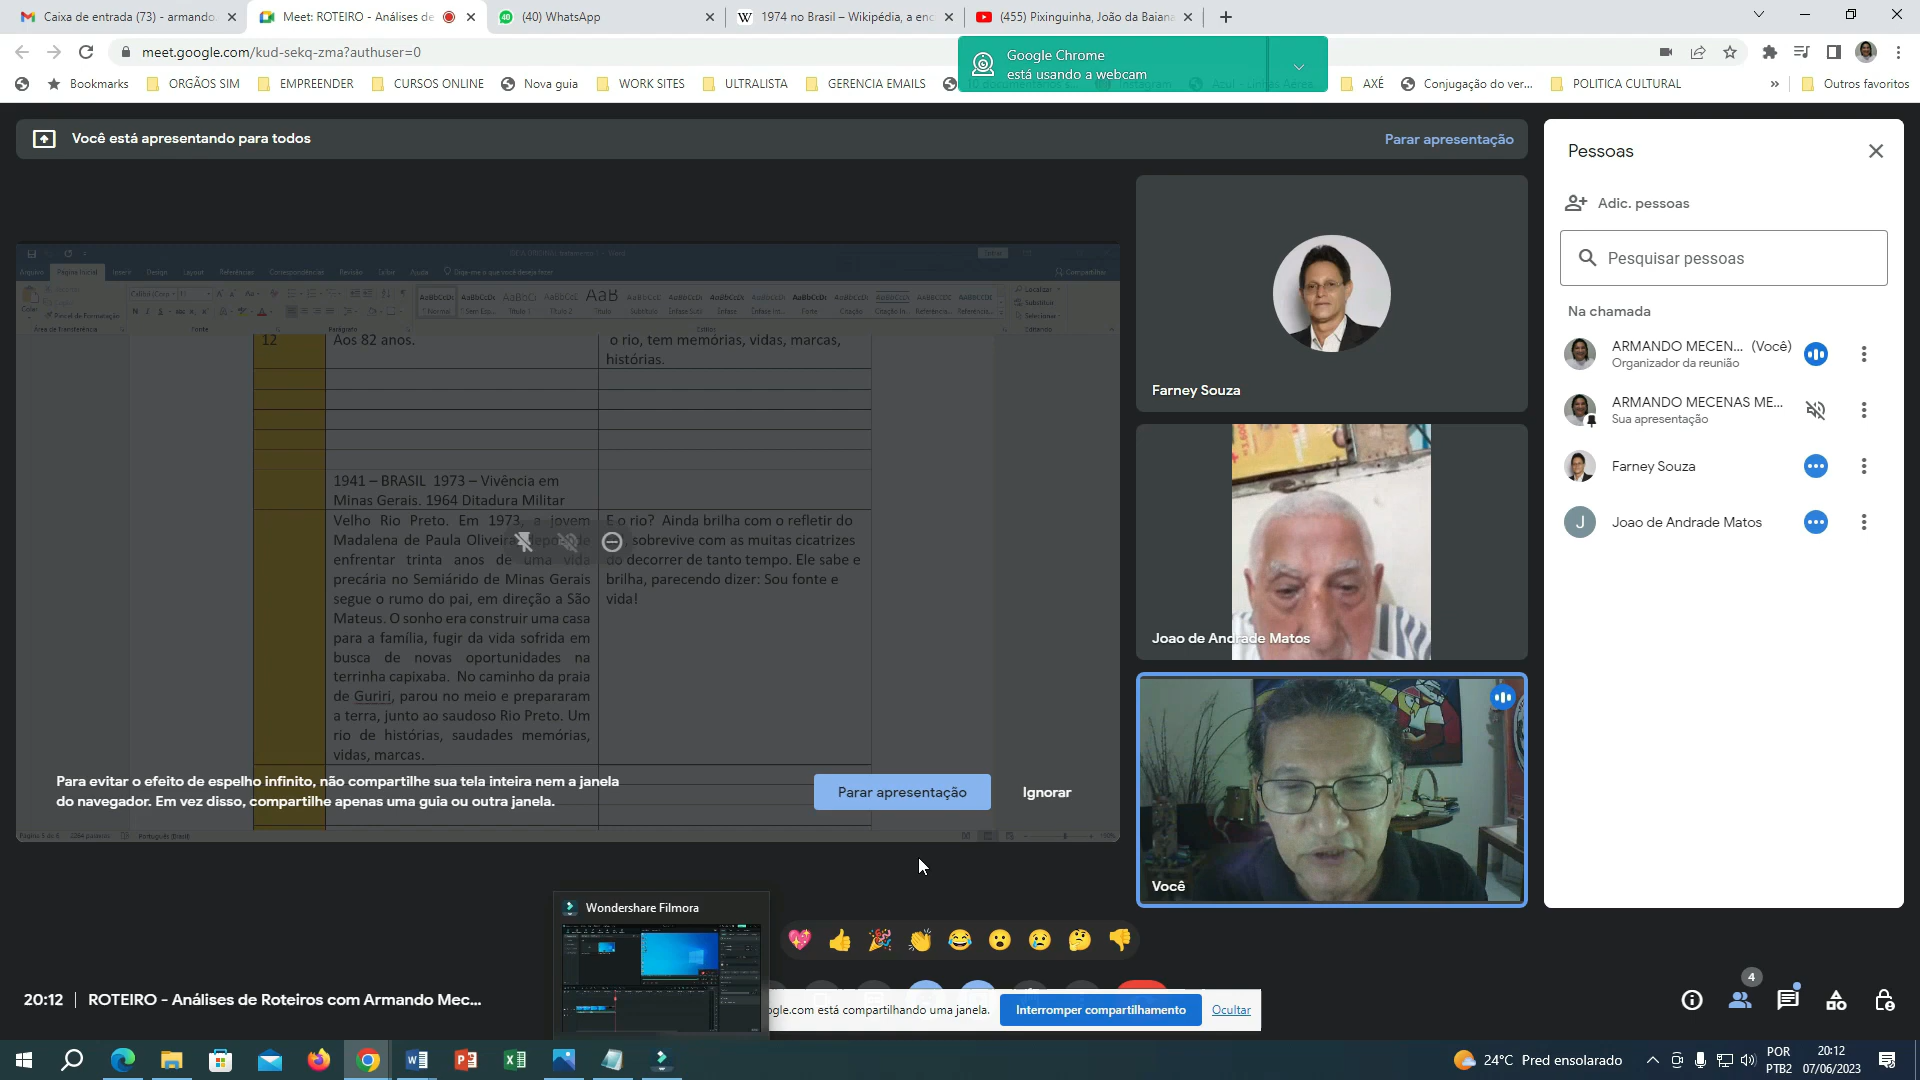 Caixa de entrada (73) - armando
Meet: ROTEIRO - Análises de
(40) WhatsApp
1974 no Brasil – Wikipédia, a enc
(455) Pixinguinha, João da Baiana
meet.google.com/kud-sekq-zma?authuser=0
Google Chrome
está usando a webcam
Bookmarks
ORGÃOS SIM
EMPREENDER
CURSOS ONLINE
Nova guia
WORK SITES
ULTRALISTA
GERENCIA EMAILS
AXÉ
Conjugação do ver...
POLITICA CULTURAL
»
Outros favoritos
Você está apresentando para todos
Parar apresentação
12
Aos 82 anos.
o rio, tem memórias, vidas, marcas,
histórias.
1941 – BRASIL 1973 – Vivência em
Minas Gerais. 1964 Ditadura Militar
Velho Rio Preto. Em 1973, a jovem
Madalena de Paula Oliveira
enfrentar trinta anos de uma vida
precária no Semiárido de Minas Gerais
segue o rumo do pai, em direção a São
Mateus. O sonho era construir uma casa
para a família, fugir da vida sofrida em
busca de novas oportunidades na
terrinha capixaba. No caminho da praia
de Guriri, parou no meio e prepararam
a terra, junto ao saudoso Rio Preto. Um
rio de histórias, saudades memórias,
vidas, marcas.
E o rio? Ainda brilha com o refletir do
sobrevive com as muitas cicatrizes
do decorrer de tanto tempo. Ele sabe e
brilha, parecendo dizer: Sou fonte e
vida!
Para evitar o efeito de espelho infinito, não compartilhe sua tela inteira nem a janela
do navegador. Em vez disso, compartilhe apenas uma guia ou outra janela.
Parar apresentação
Ignorar
Farney Souza
Joao de Andrade Matos
Você
Pessoas
Adic. pessoas
Pesquisar pessoas
Na chamada
ARMANDO MECEN... (Você)
Organizador da reunião
ARMANDO MECENAS ME...
Sua apresentação
Farney Souza
J
Joao de Andrade Matos
Wondershare Filmora
20:12 | ROTEIRO - Análises de Roteiros com Armando Mec...
ogle.com está compartilhando uma janela.
Interromper compartilhamento
Ocultar
4
24°C Pred ensolarado
POR
PTB2
20:12
07/06/2023